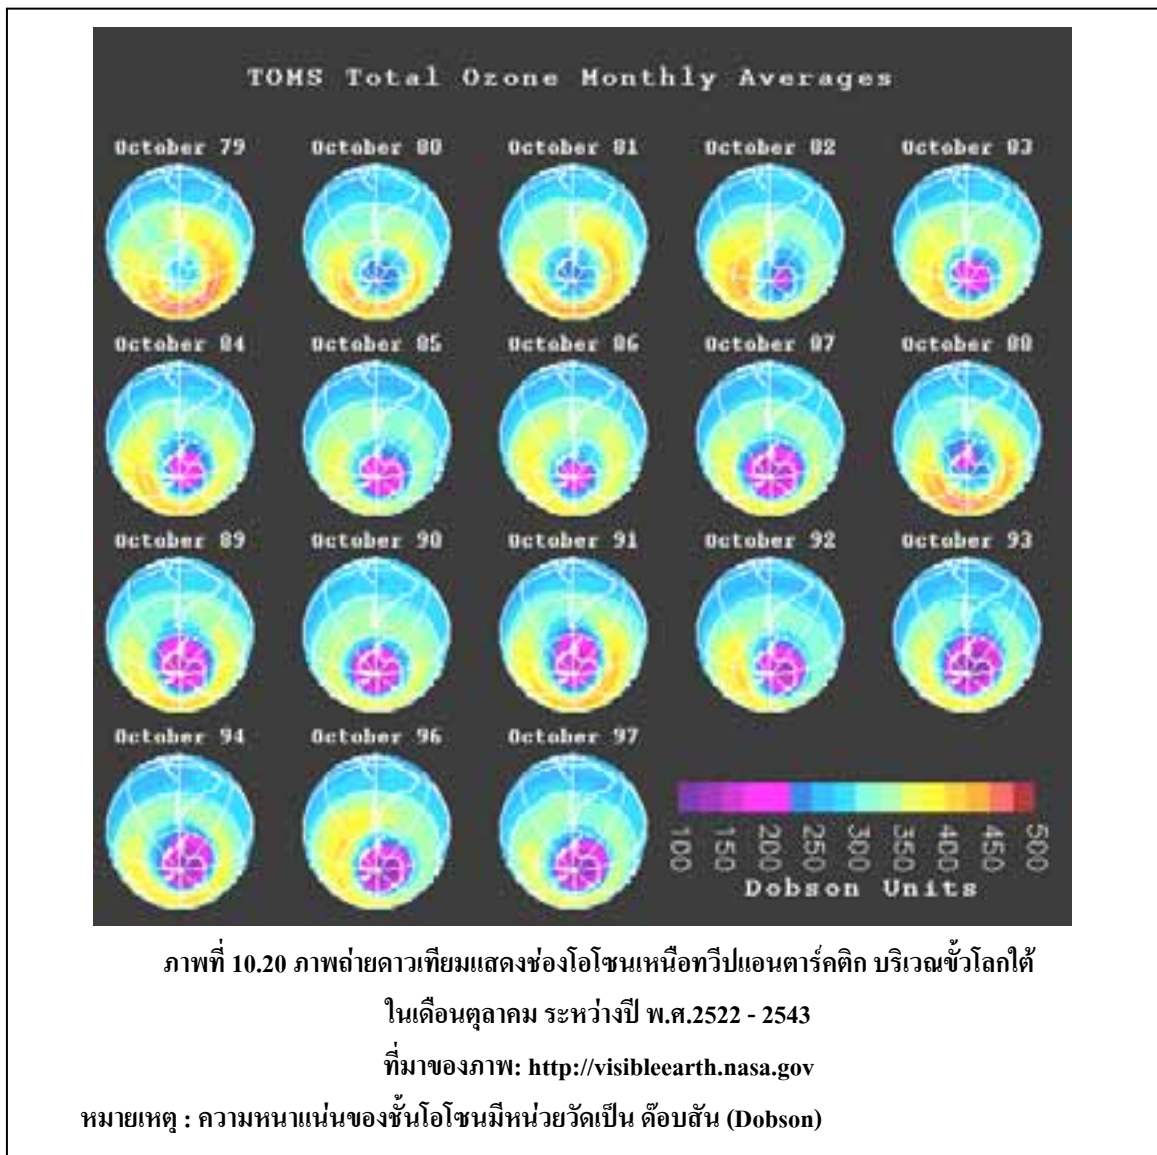 TOMS Total Ozone Monthly Averages
October 79 October 80 October 81 October 82 October 83
October 84 October 85 October 86 October 87 October 88
October 89 October 90 October 91 October 92 October 93
October 94 October 96 October 97
100 150 200 250 300 350 400 450 500
Dobson Units
ภาพที่ 10.20 ภาพถ่ายดาวเทียมแสดงช่องโอโซนเหนือทวีปแอนตาร์คติก บริเวณขั้วโลกใต้
ในเดือนตุลาคม ระหว่างปี พ.ศ.2522 - 2543
ที่มาของภาพ: http://visibleearth.nasa.gov
หมายเหตุ : ความหนาแน่นของชั้นโอโซนมีหน่วยวัดเป็น ด๊อบสัน (Dobson)